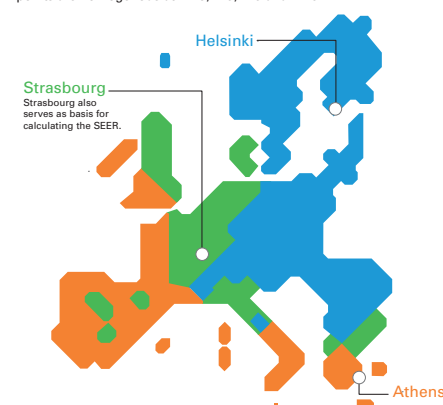 Helsinki
Strasbourg
Strasbourg also
serves as basis for
calculating the SEER.
Athens